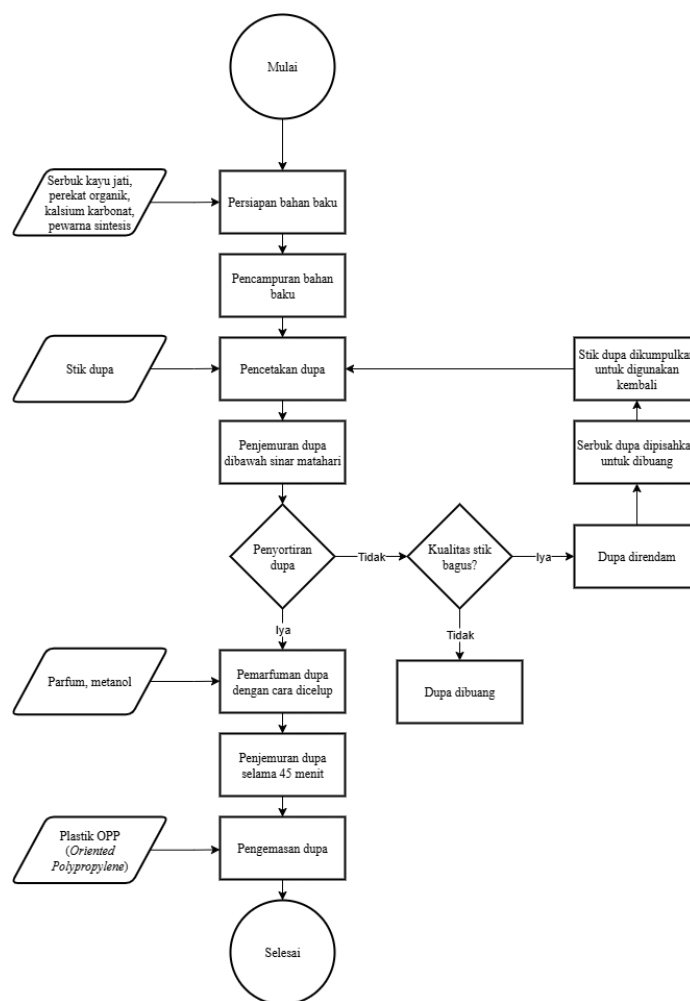 Mulai
Serbuk kayu jati,
perekat organik,
kalsium karbonat,
pewarna sintesis
Persiapan bahan baku
Pencampuran bahan
baku
Stik dupa
Pencetakan dupa
Stik dupa dikumpulkan
untuk digunakan
kembali
Penjemuran dupa
dibawah sinar matahari
Serbuk dupa dipisahkan
untuk dibuang
Penyortiran
dupa
Tidak
Kualitas stik
bagus?
Iya
Dupa direndam
Iya
Tidak
Parfum, metanol
Pemarfuman dupa
dengan cara dicelup
Dupa dibuang
Penjemuran dupa
selama 45 menit
Plastik OPP
(Oriented
Polypropylene)
Pengemasan dupa
Selesai